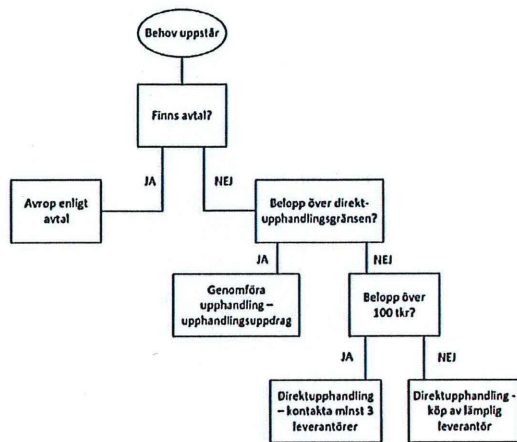 Behov uppstår
Finns avtal?
JA
NEJ
Avrop enligt
avtal
Belopp över direkt-
upphandlingsgränsen?
JA
NEJ
Genomföra
upphandling –
upphandlingsuppdrag
Belopp över
100 tkr?
JA
NEJ
Direktupphandling
– kontakta minst 3
leverantörer
Direktupphandling -
köp av lämplig
leverantör